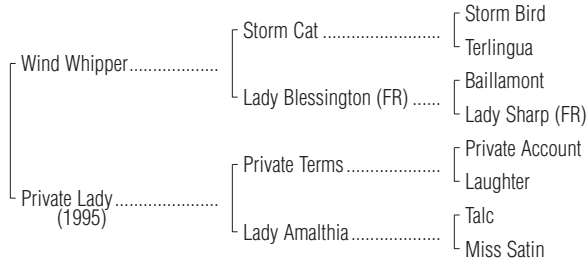 Storm Bird
Storm Cat ........................
Terlingua
Wind Whipper..................
Baillamont
Lady Blessington (FR) ......
Lady Sharp (FR)
Private Account
Private Terms...................
Laughter
Private Lady.....................
(1995)
Talc
Lady Amalthia..................
Miss Satin